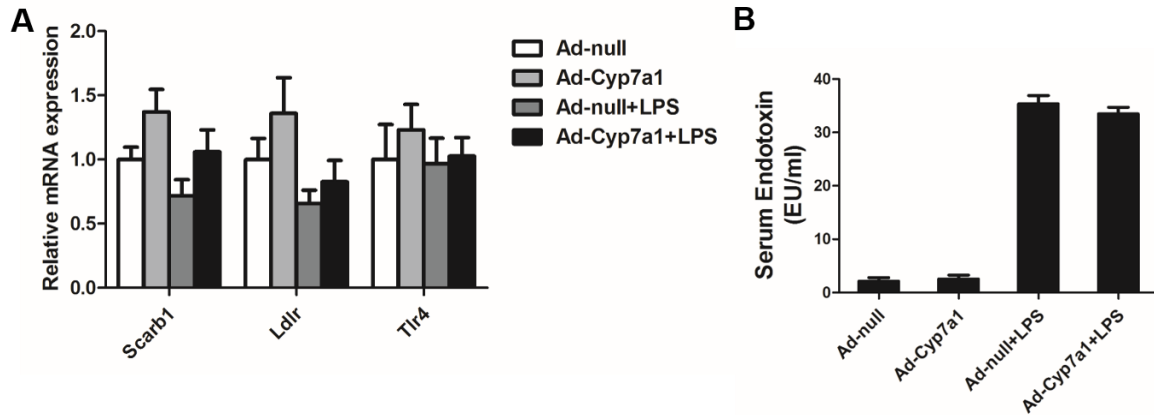 A
Relative mRNA expression
2.0
1.5
1.0
0.5
0.0
Scarb1
Ldlr
Tlr4
Ad-null
Ad-Cyp7a1
Ad-null+LPS
Ad-Cyp7a1+LPS
B
Serum Endotoxin
(EU/ml)
40
30
20
10
0
Ad-null
Ad-Cyp7a1
Ad-null+LPS
Ad-Cyp7a1+LPS